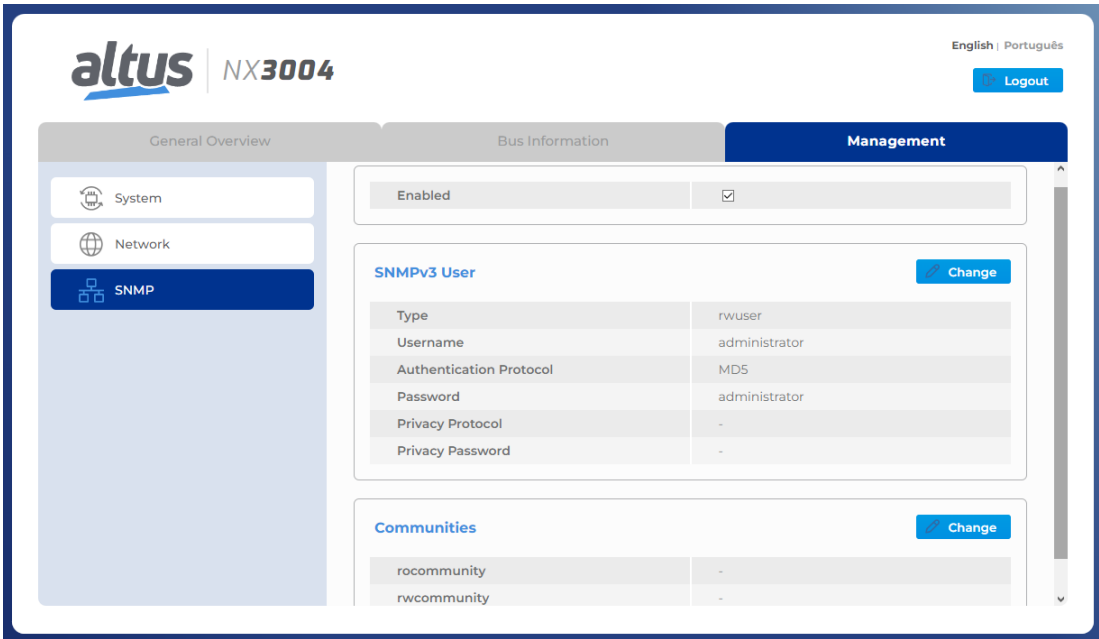 English | Português
altus NX3004
Logout
General Overview Bus Information Management
System
Network
SNMP
Enabled
SNMPv3 User Change
Type rwuser
Username administrator
Authentication Protocol MD5
Password administrator
Privacy Protocol -
Privacy Password -
Communities Change
rocommunity -
rwcommunity -